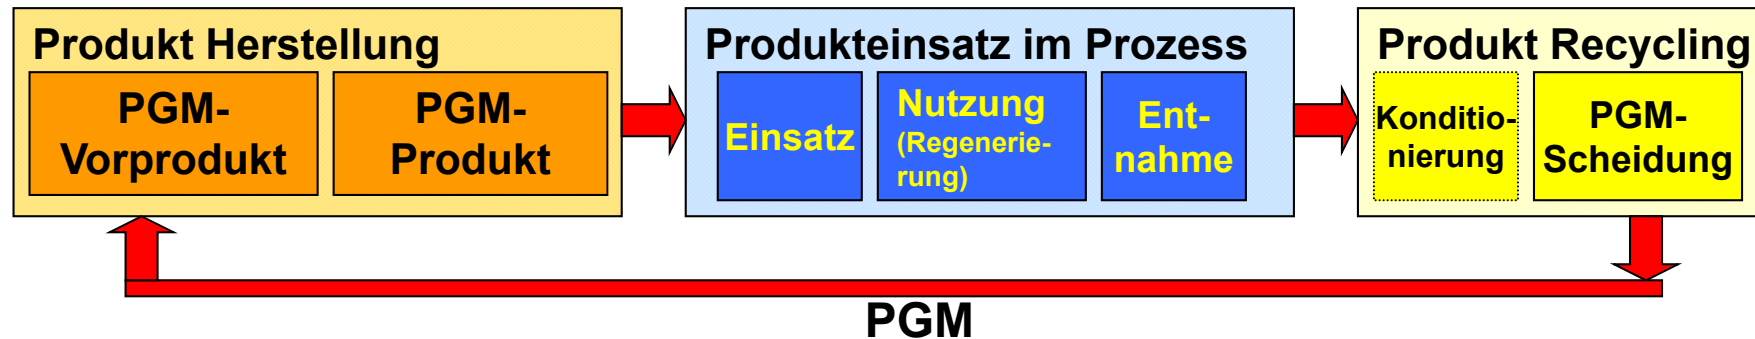 Produkt Herstellung
PGM-
Vorprodukt
PGM-
Produkt
Produkteinsatz im Prozess
Einsatz
Nutzung
(Regenerie-
rung)
Ent-
nahme
Produkt Recycling
Konditio-
nierung
PGM-
Scheidung
PGM